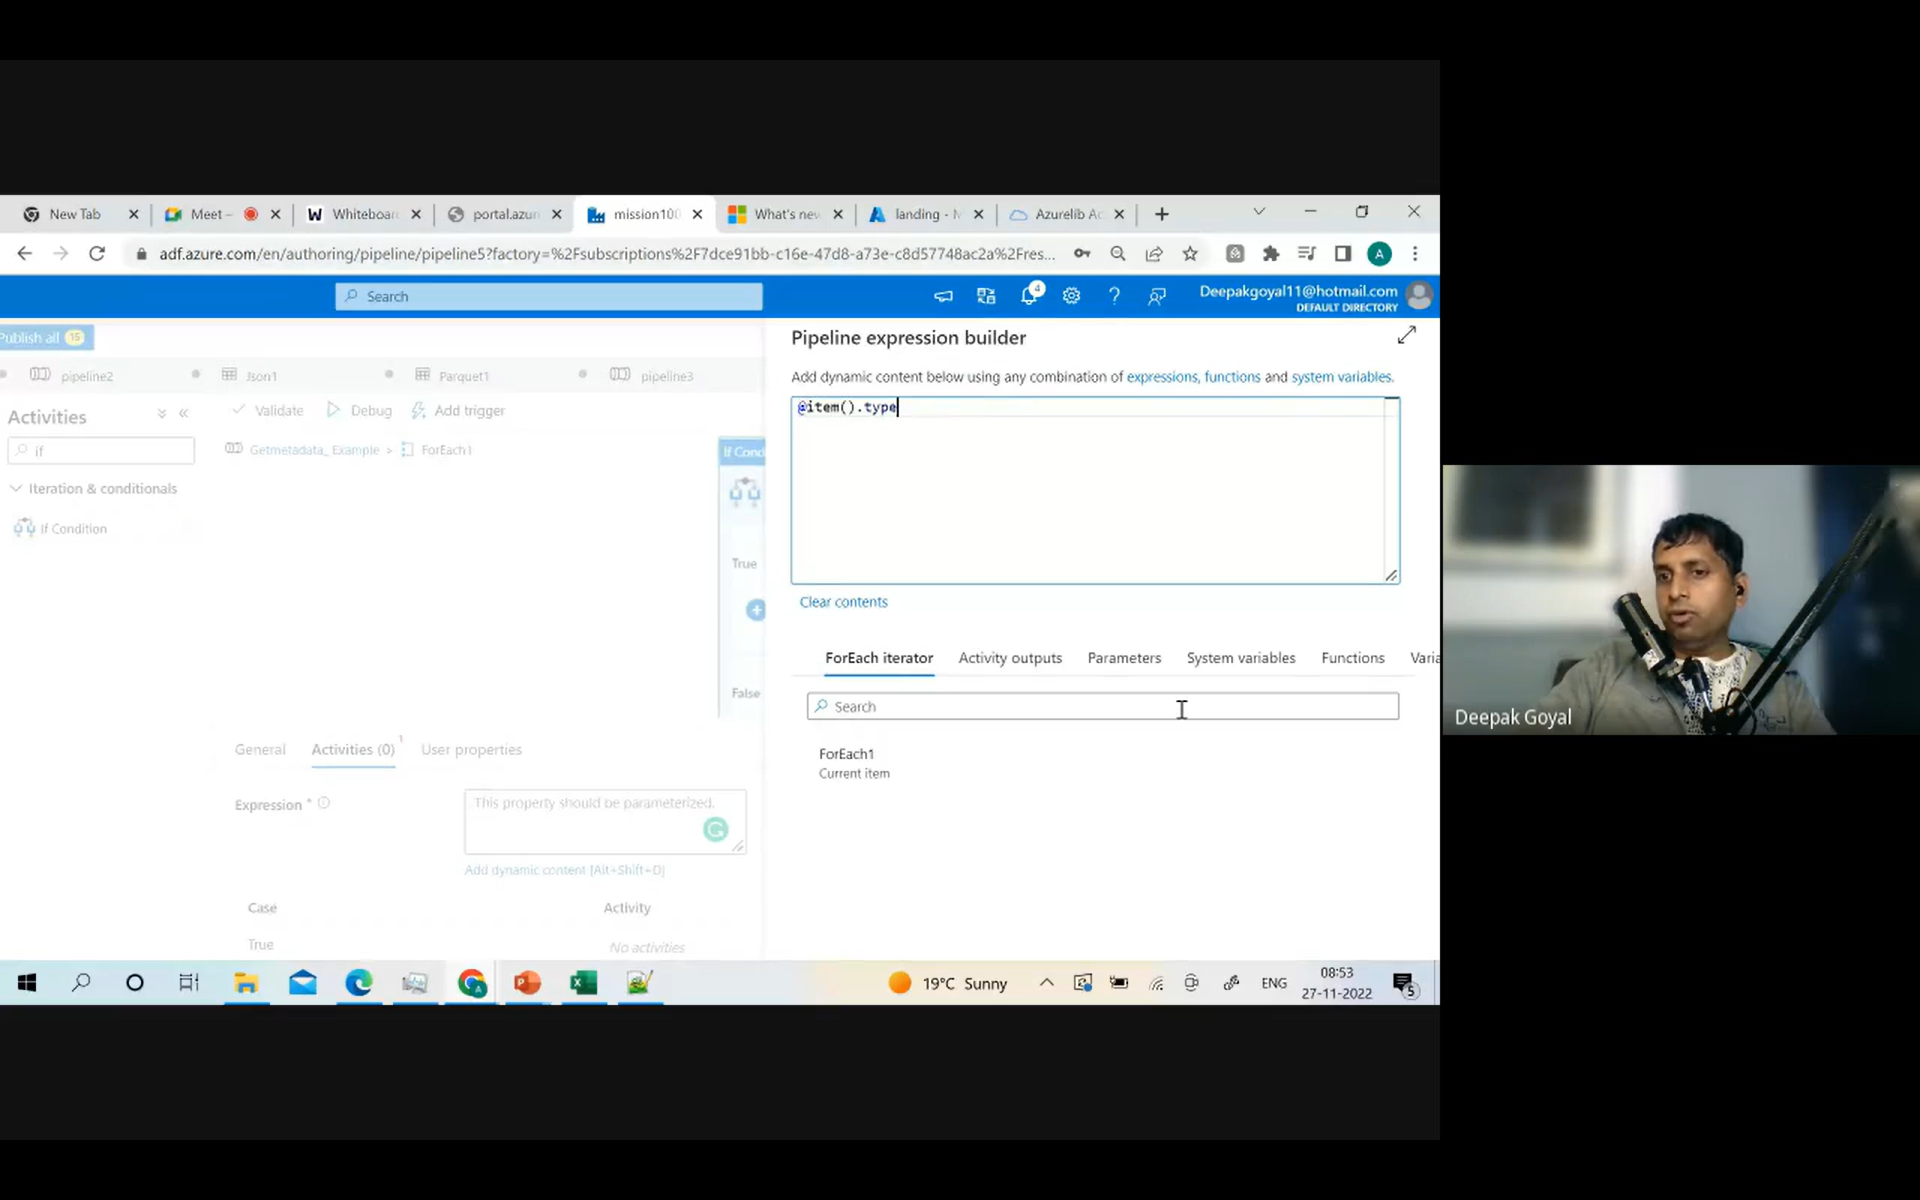 New Tab
Meet -
Whiteboar
portal.azur
mission100
What's new
landing - M
Azurelib Ac
adf.azure.com/en/authoring/pipeline/pipeline5?factory=%2Fsubscriptions%2F7dce91bb-c16e-47d8-a73e-c8d57748ac2a%2Fres...
A
Search
4
Deepakgoyal11@hotmail.com
DEFAULT DIRECTORY
Publish all 15
pipeline2
Json1
Parquet1
pipeline3
Activities
Validate
Debug
Add trigger
if
Getmetadata_Example > ForEach1
Iteration & conditionals
If Condition
If Cond
True
False
General
Activities (0) 1
User properties
Expression *
This property should be parameterized.
Add dynamic content [Alt+Shift+D]
Case
Activity
True
No activities
Pipeline expression builder
Add dynamic content below using any combination of expressions, functions and system variables.
@item().type
Clear contents
ForEach iterator
Activity outputs
Parameters
System variables
Functions
Varia
Search
ForEach1
Current item
Deepak Goyal
19°C Sunny
ENG
08:53
27-11-2022
5